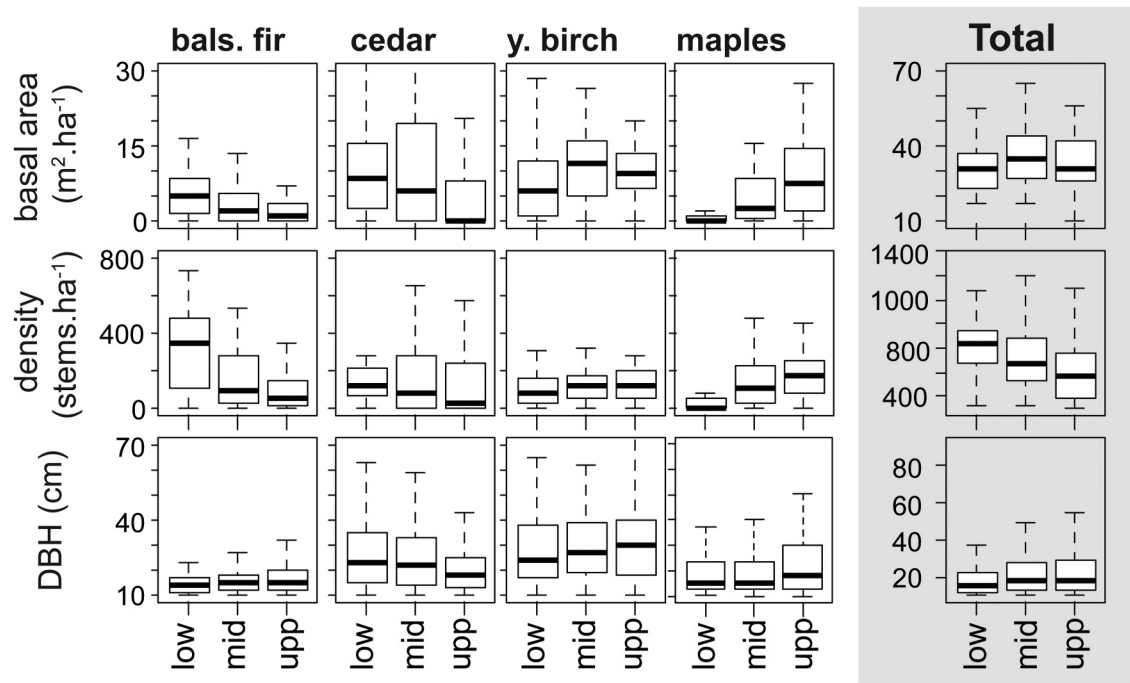 bals. fir cedar y. birch maples Total
basal area
(m².ha⁻¹)
30
15
0
70
40
10
density
(stems.ha⁻¹)
800
400
0
1400
1000
800
400
DBH (cm)
70
40
10
80
60
40
20
low mid upp low mid upp low mid upp low mid upp low mid upp